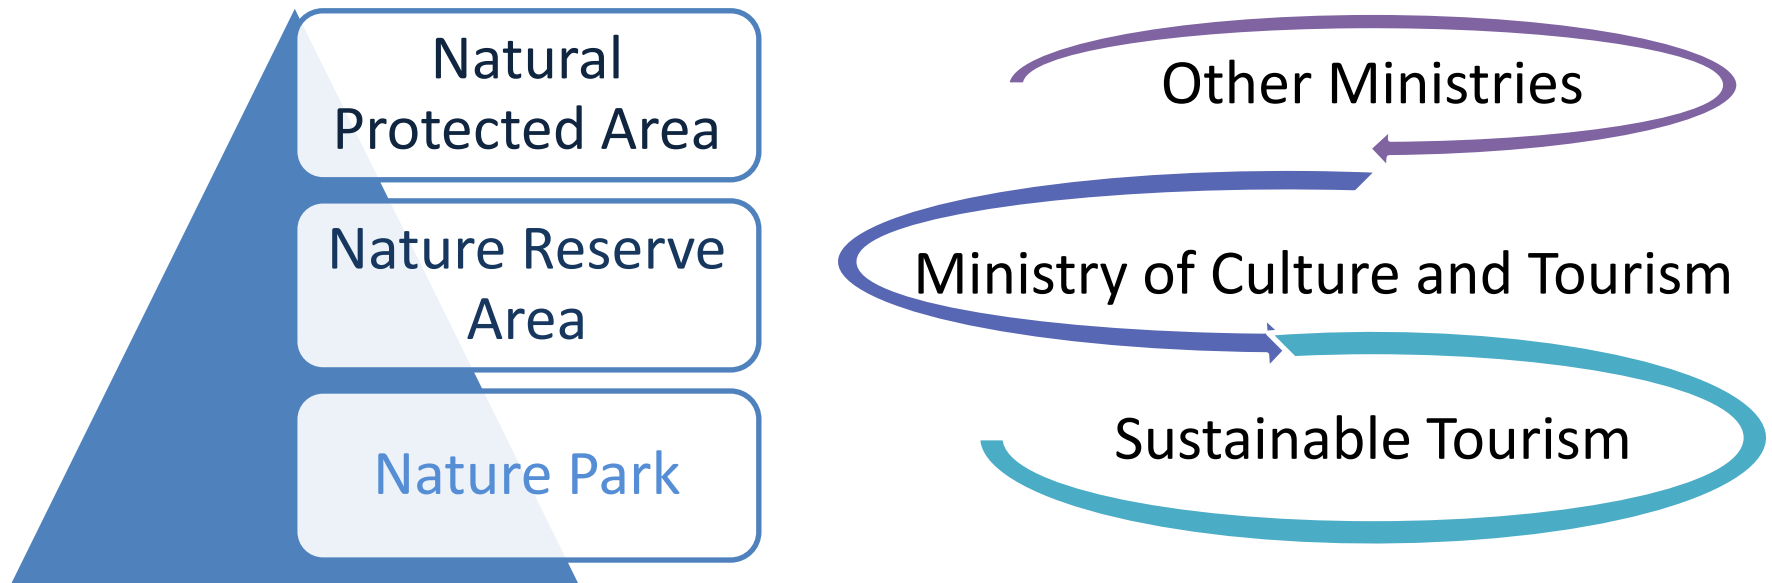 Natural
Protected Area
Nature Reserve
Area
Nature Park
Other Ministries
Ministry of Culture and Tourism
Sustainable Tourism